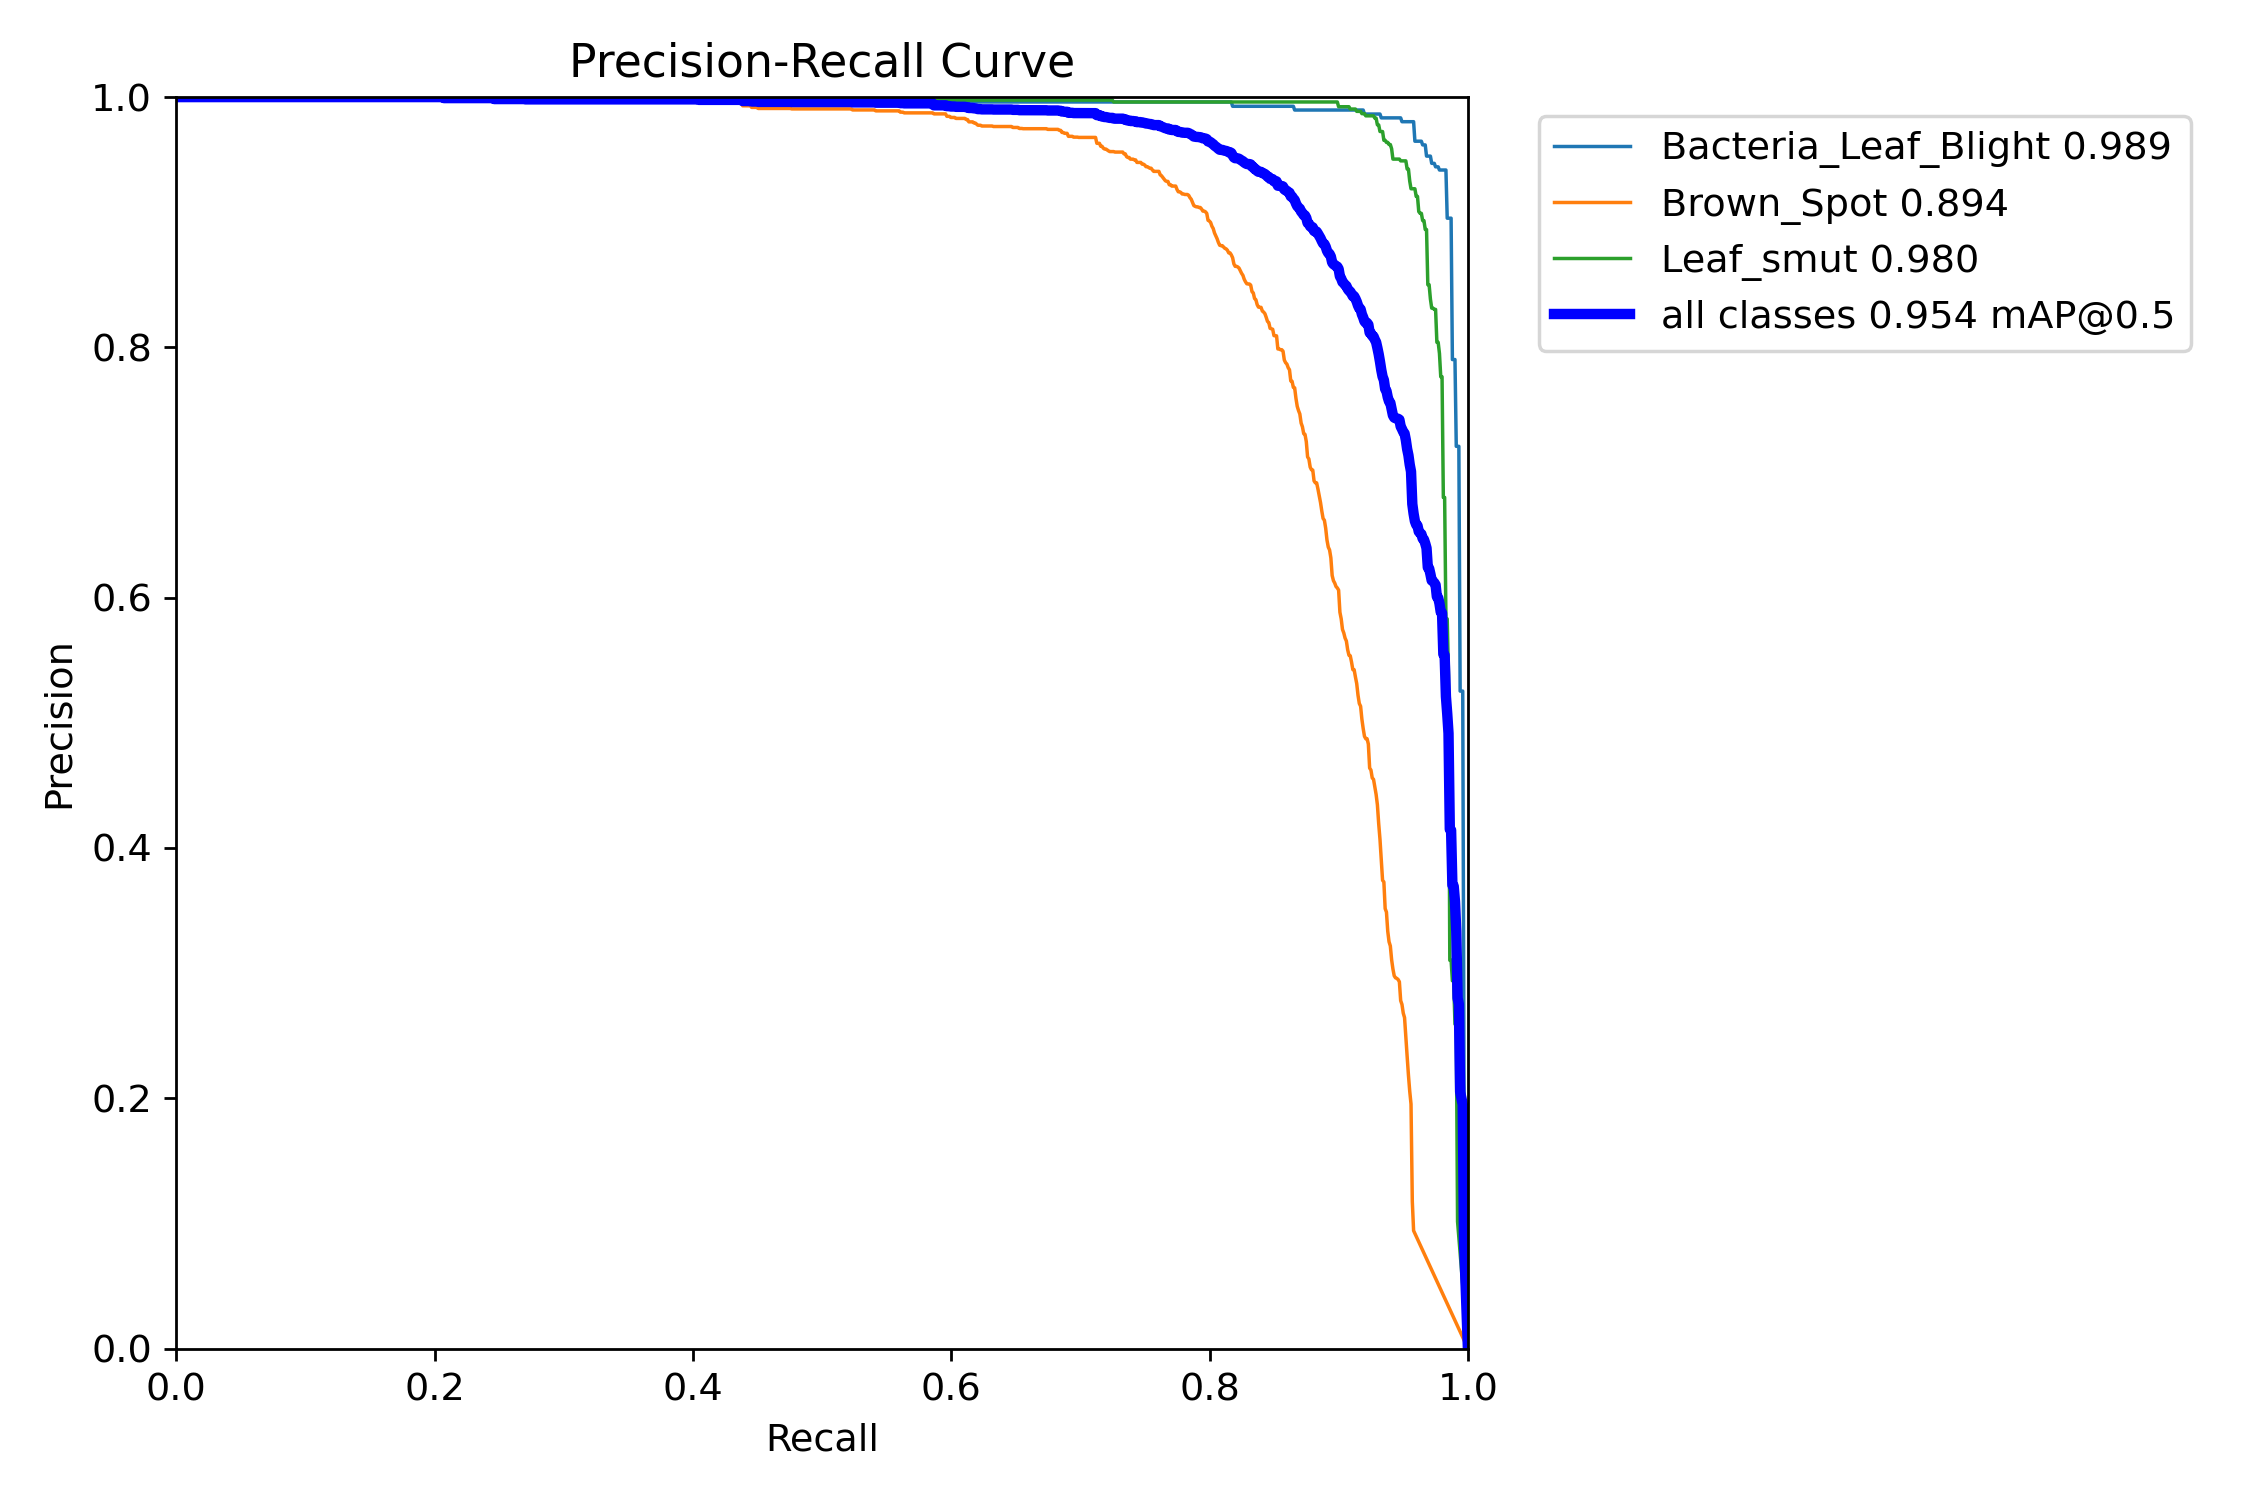 Precision-Recall Curve
1.0
0.8
0.6
0.4
0.2
0.0
Precision
0.0 0.2 0.4 0.6 0.8 1.0
Recall
Bacteria_Leaf_Blight 0.989
Brown_Spot 0.894
Leaf_smut 0.980
all classes 0.954 mAP@0.5